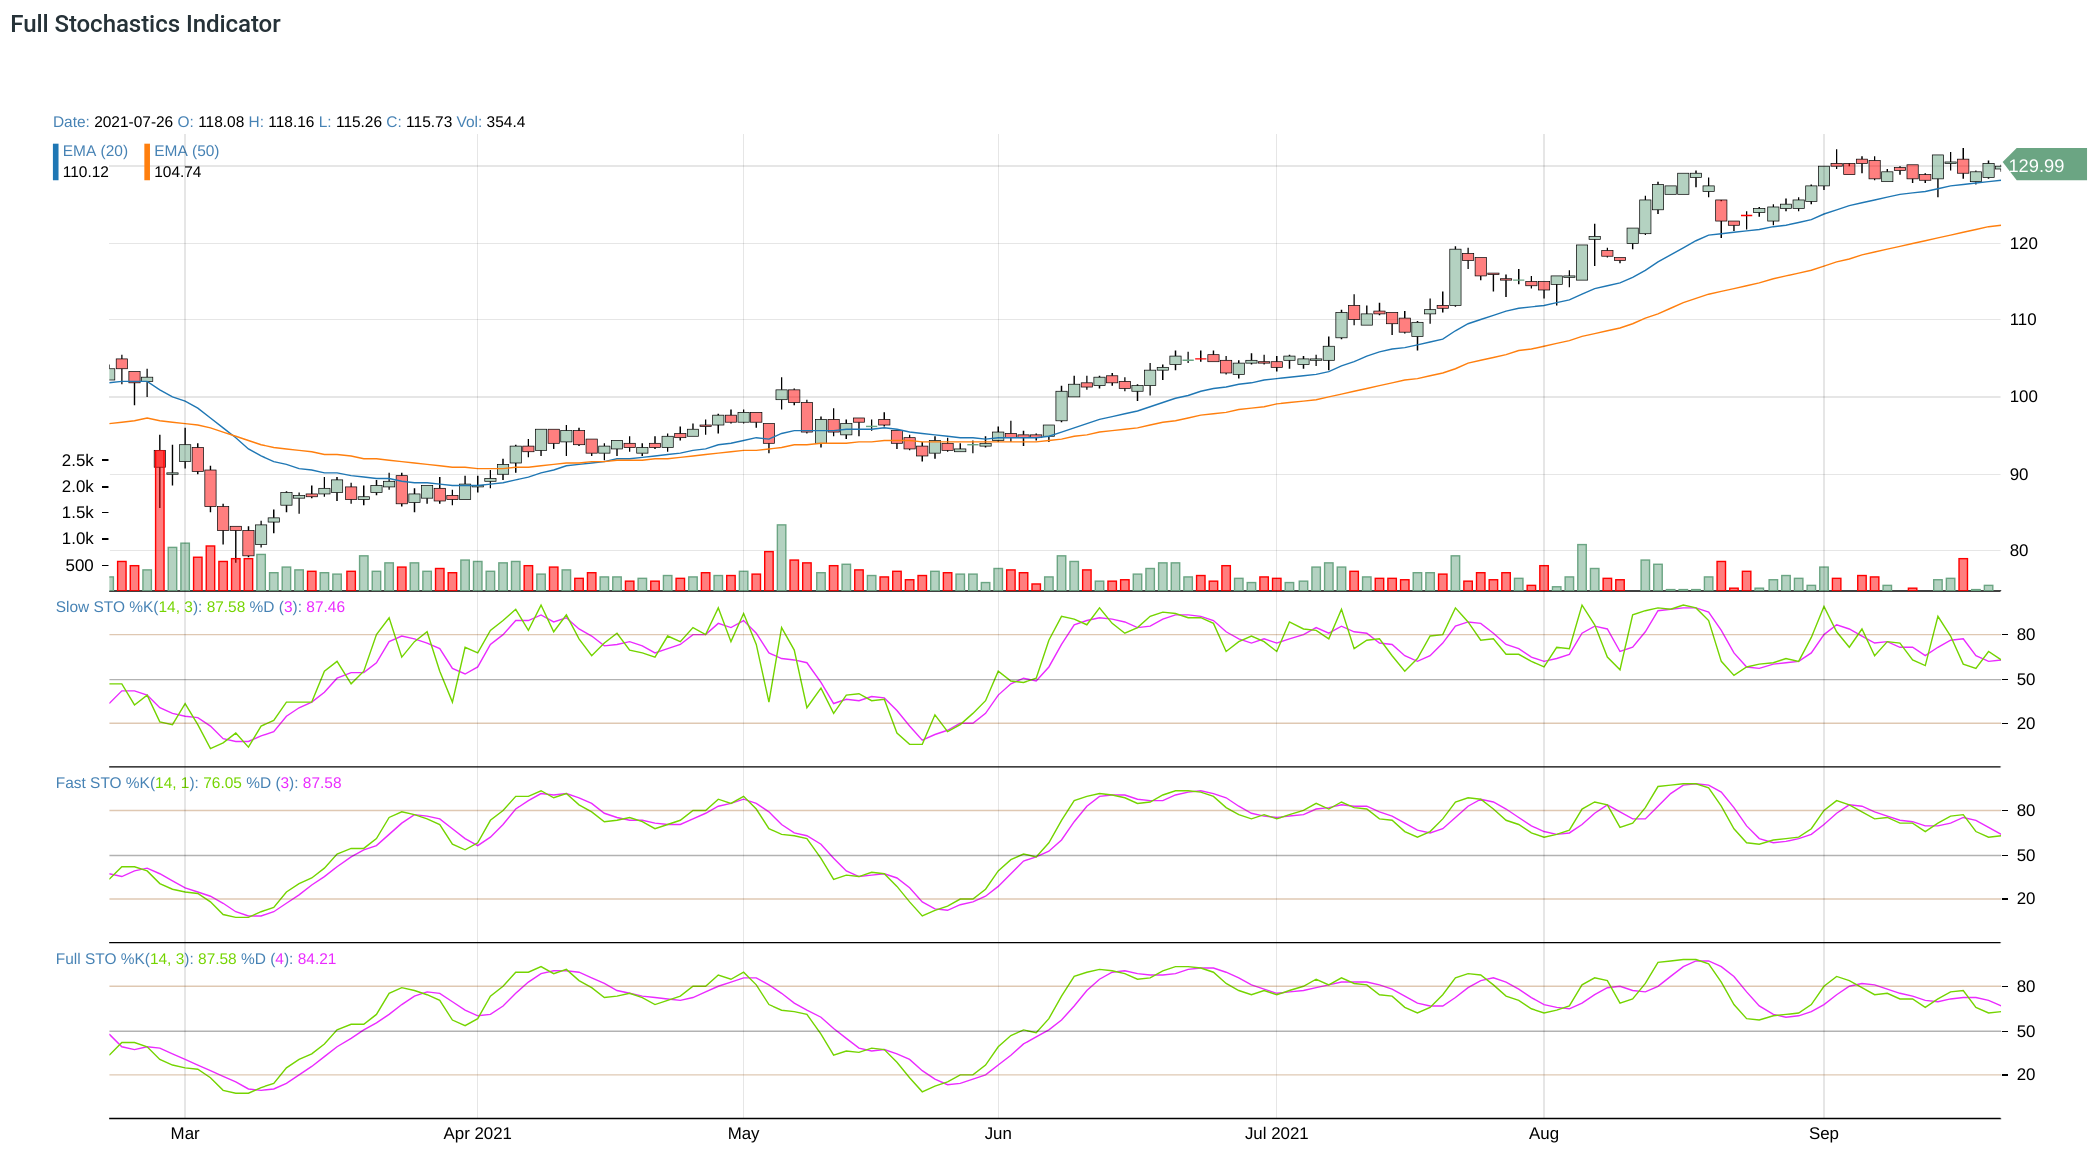 Full Stochastics Indicator
Date: 2021-07-26 O: 118.08 H: 118.16 L: 115.26 C: 115.73 Vol: 354.4
EMA (20) EMA (50)
110.12 104.74
129.99
120
110
100
90
80
2.5k
2.0k
1.5k
1.0k
500
Slow STO %K(14, 3): 87.58 %D (3): 87.46
80
50
20
Fast STO %K(14, 1): 76.05 %D (3): 87.58
80
50
20
Full STO %K(14, 3): 87.58 %D (4): 84.21
80
50
20
Mar Apr 2021 May Jun Jul 2021 Aug Sep